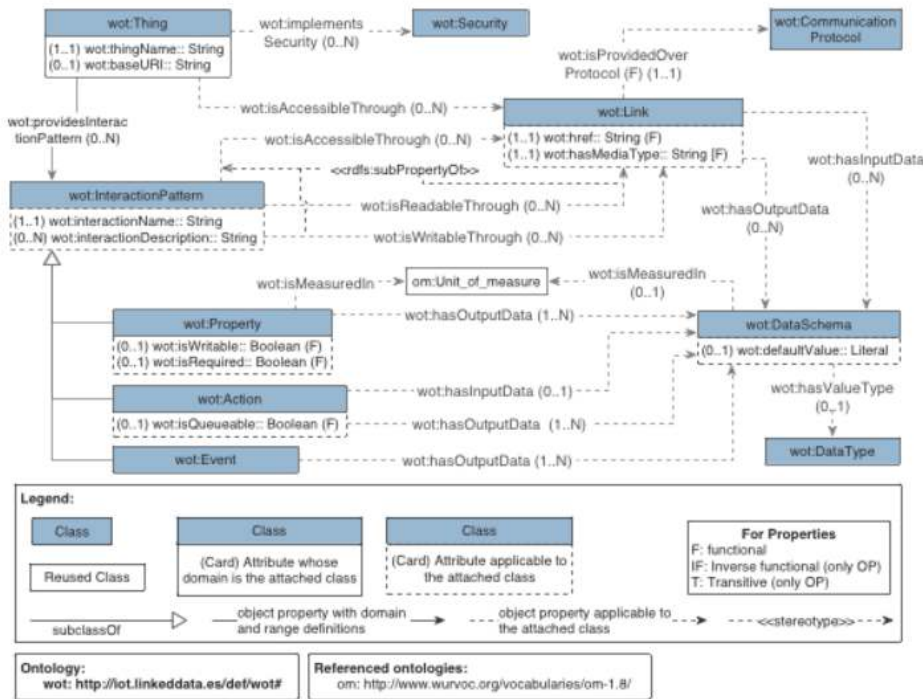 wot:Thing
(1..1) wot:thingName:: String
(0..1) wot:baseURI:: String
wot:implements
Security (0..N)
wot:Security
wot:Communication
Protocol
wot:isProvidedOver
Protocol (F) (1..1)
wot:providesInterac
tionPattern (0..N)
wot:isAccessibleThrough (0..N)
wot:isAccessibleThrough (0..N)
wot:Link
(1..1) wot:href:: String (F)
(1..1) wot:hasMediaType:: String [F)
<<rdfs:subPropertyOf>>
wot:hasInputData
(0..N)
wot:InteractionPattern
(1..1) wot:interactionName:: String
(0..N) wot:interactionDescription:: String
wot:isReadableThrough (0..N)
wot:isWritableThrough (0..N)
wot:hasOutputData
(0..N)
wot:isMeasuredIn
om:Unit_of_measure
wot:isMeasuredIn
(0..1)
wot:Property
(0..1) wot:isWritable:: Boolean (F)
(0..1) wot:isRequired:: Boolean (F)
wot:hasOutputData (1..N)
wot:DataSchema
(0..1) wot:defaultValue:: Literal
wot:Action
(0..1) wot:isQueueable:: Boolean (F)
wot:hasInputData (0..1)
wot:hasOutputData (1..N)
wot:hasValueType
(0..1)
wot:Event
wot:hasOutputData (1..N)
wot:DataType
Legend:
Class
Reused Class
Class
(Card) Attribute whose
domain is the attached class
Class
(Card) Attribute applicable to
the attached class
For Properties
F: functional
IF: Inverse functional (only OP)
T: Transitive (only OP)
subclassOf
object property with domain
and range definitions
object property applicable to
the attached class
<<stereotype>>
Ontology:
wot: http://iot.linkeddata.es/def/wot#
Referenced ontologies:
om: http://www.wurvoc.org/vocabularies/om-1.8/